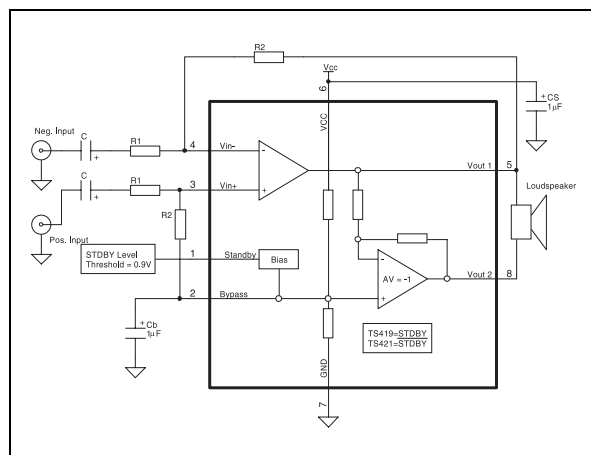 R2
Vcc
6
CS
+
1µF
VCC
Neg. Input
C
+
R1
4
Vin-
-
Vout 1
5
C
+
R1
3
Vin+
+
Loudspeaker
R2
Pos. Input
STDBY Level
Threshold = 0.9V
1
Standby
Bias
-
AV = -1
+
Vout 2
8
2
Bypass
Cb
+
1µF
TS419=STDBY
TS421=S̅T̅D̅B̅Y̅
GND
7